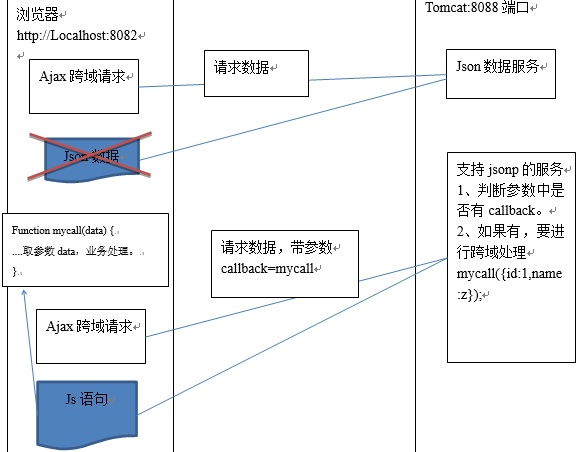 浏览器
http://Localhost:8082
Ajax 跨域请求
Json 数据
Function mycall(data) {
....取参数 data，业务处理。
}
Ajax 跨域请求
Js 语句
请求数据
请求数据，带参数
callback=mycall
Tomcat:8088 端口
Json 数据服务
支持 jsonp 的服务
1、判断参数中是
否有 callback。
2、如果有，要进
行跨域处理
mycall({id:1,name
:z});